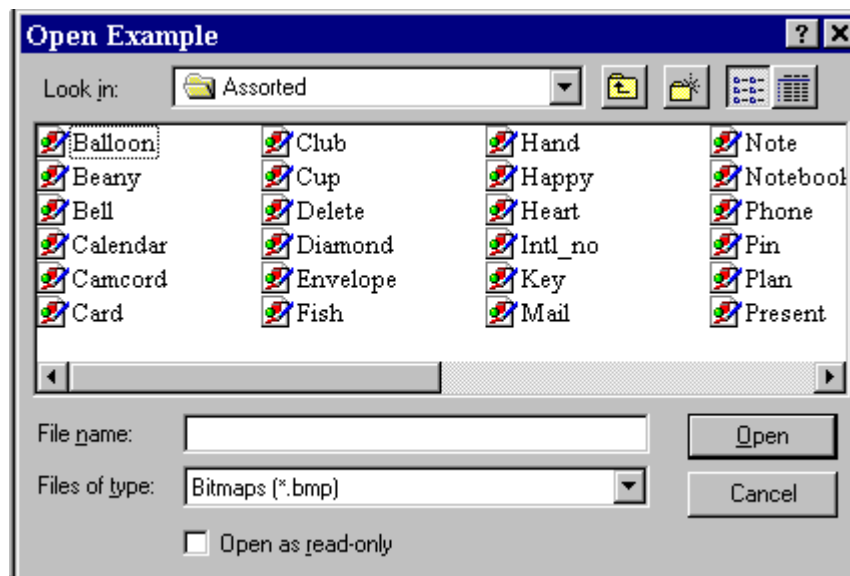 Open Example
Look in: Assorted
Balloon Club Hand Note
Beany Cup Happy Notebook
Bell Delete Heart Phone
Calendar Diamond Intl_no Pin
Camcord Envelope Key Plan
Card Fish Mail Present
File name: Open
Files of type: Bitmaps (*.bmp) Cancel
Open as read-only